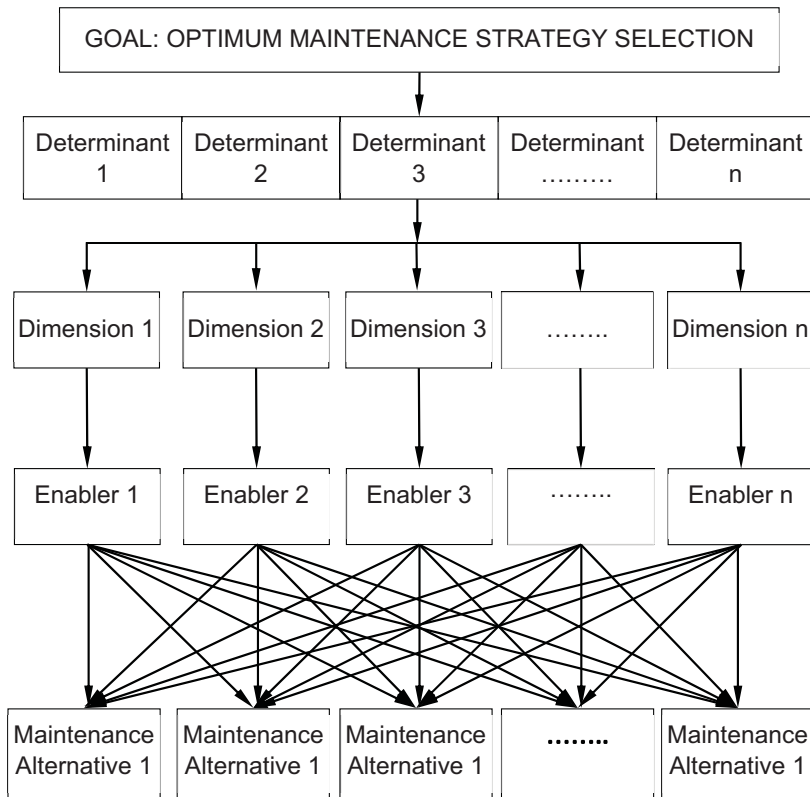 GOAL: OPTIMUM MAINTENANCE STRATEGY SELECTION
Determinant 1
Determinant 2
Determinant 3
Determinant ………
Determinant n
Dimension 1
Dimension 2
Dimension 3
……..
Dimension n
Enabler 1
Enabler 2
Enabler 3
……..
Enabler n
Maintenance
Alternative 1
Maintenance
Alternative 1
Maintenance
Alternative 1
……..
Maintenance
Alternative 1